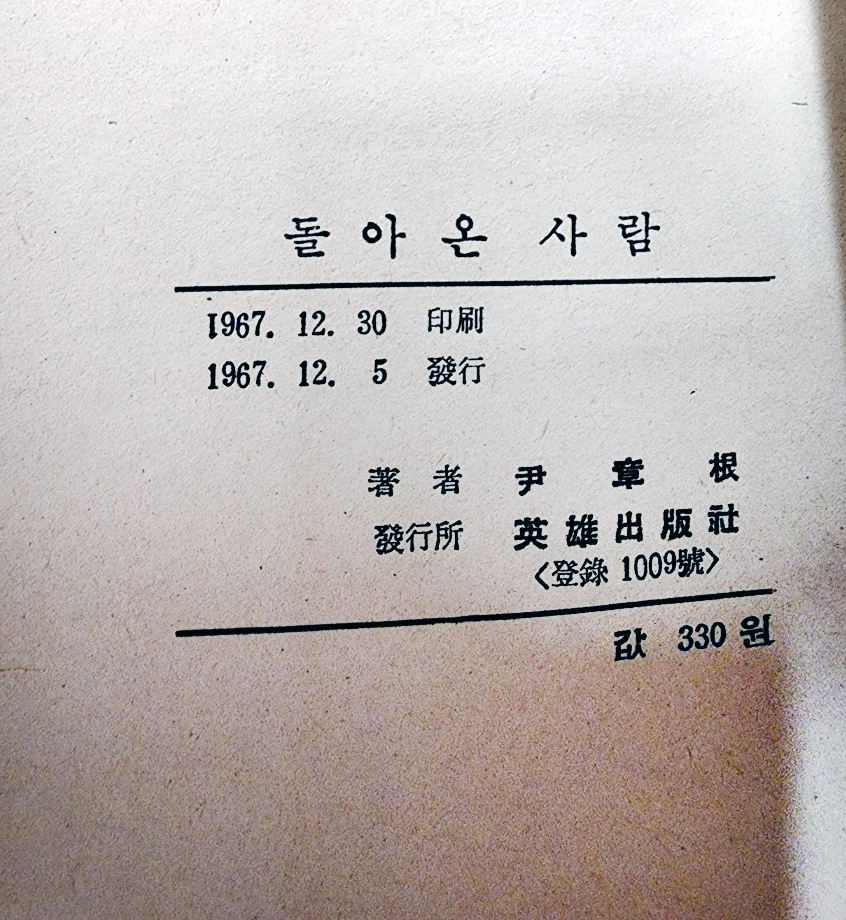 돌아온 사람
1967. 12. 30 印刷
1967. 12. 5 發行
著者 尹章根
發行所 英雄出版社
〈登錄 1009號〉
값 330 원